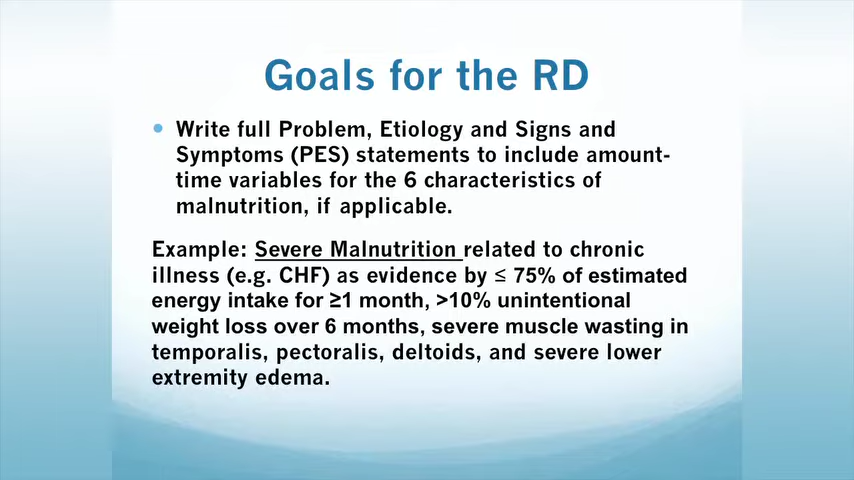 Goals for the RD
• Write full Problem, Etiology and Signs and
Symptoms (PES) statements to include amount-
time variables for the 6 characteristics of
malnutrition, if applicable.
Example: Severe Malnutrition related to chronic
illness (e.g. CHF) as evidence by ≤ 75% of estimated
energy intake for ≥1 month, >10% unintentional
weight loss over 6 months, severe muscle wasting in
temporalis, pectoralis, deltoids, and severe lower
extremity edema.